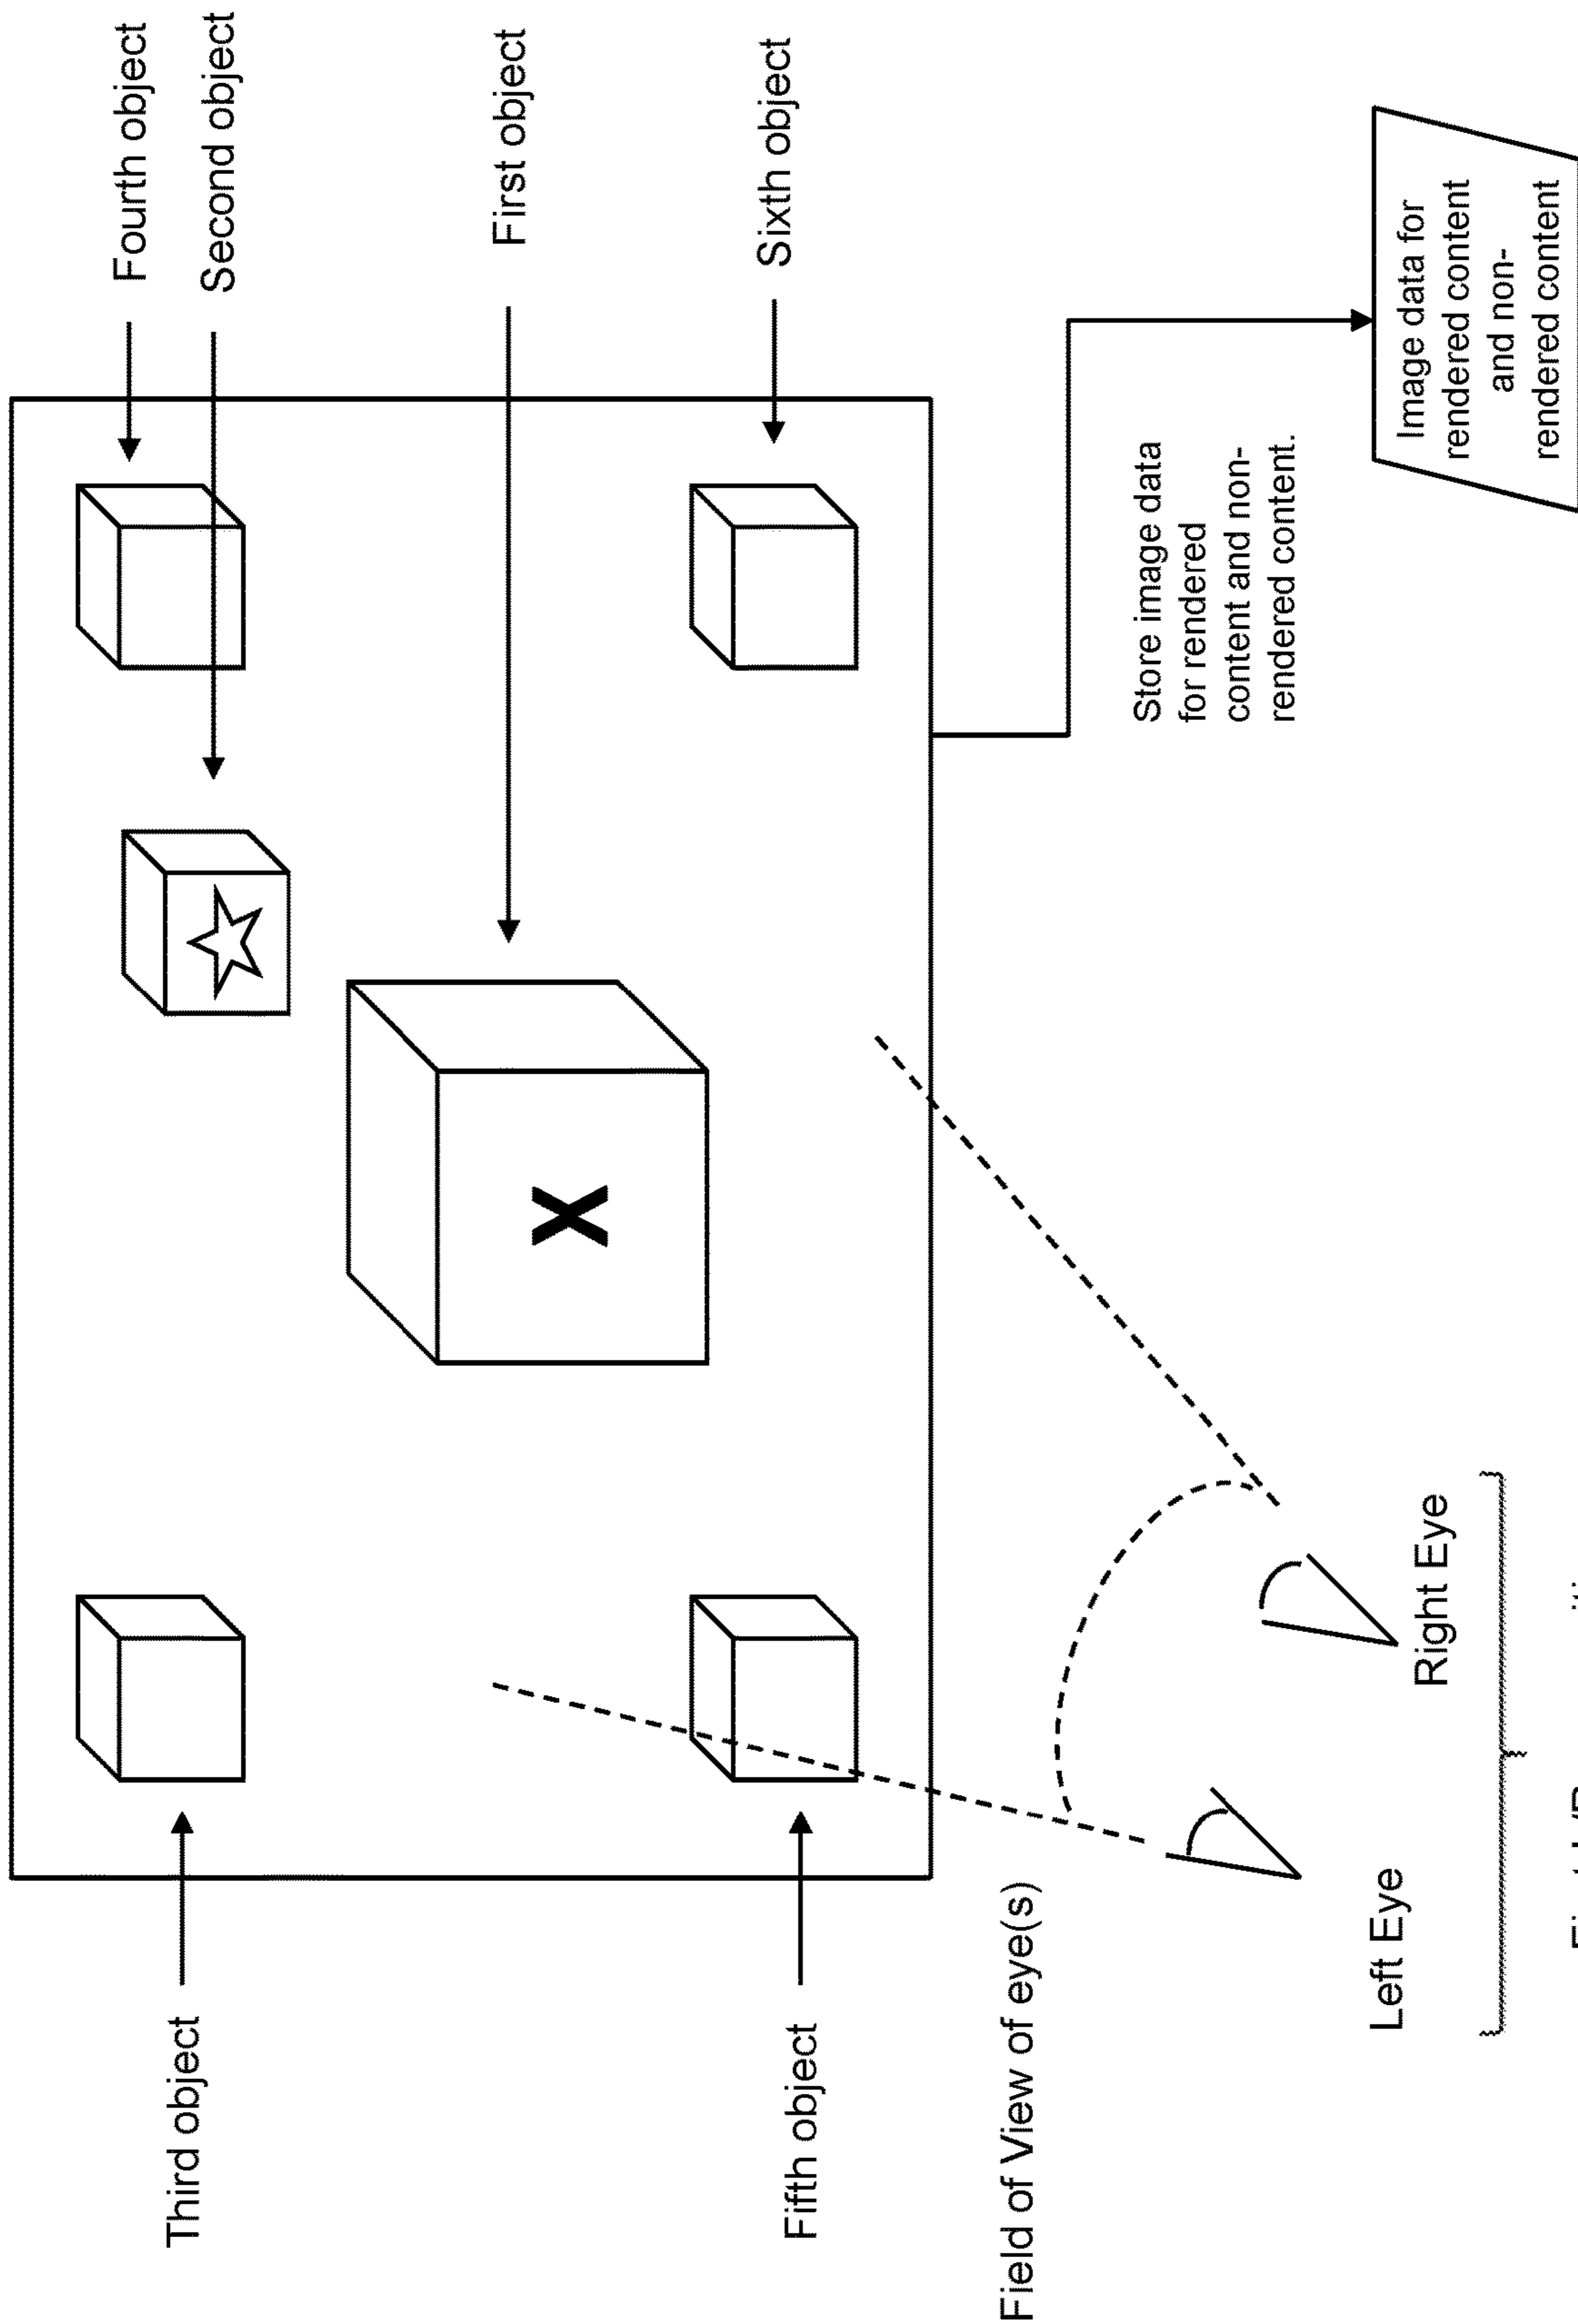 Fourth object
Second object
Third object
First object
X
Fifth object
Sixth object
Field of View of eye(s)
Store image data
for rendered
content and non-
rendered content.
Left Eye
Right Eye
Image data for
rendered content
and non-
rendered content